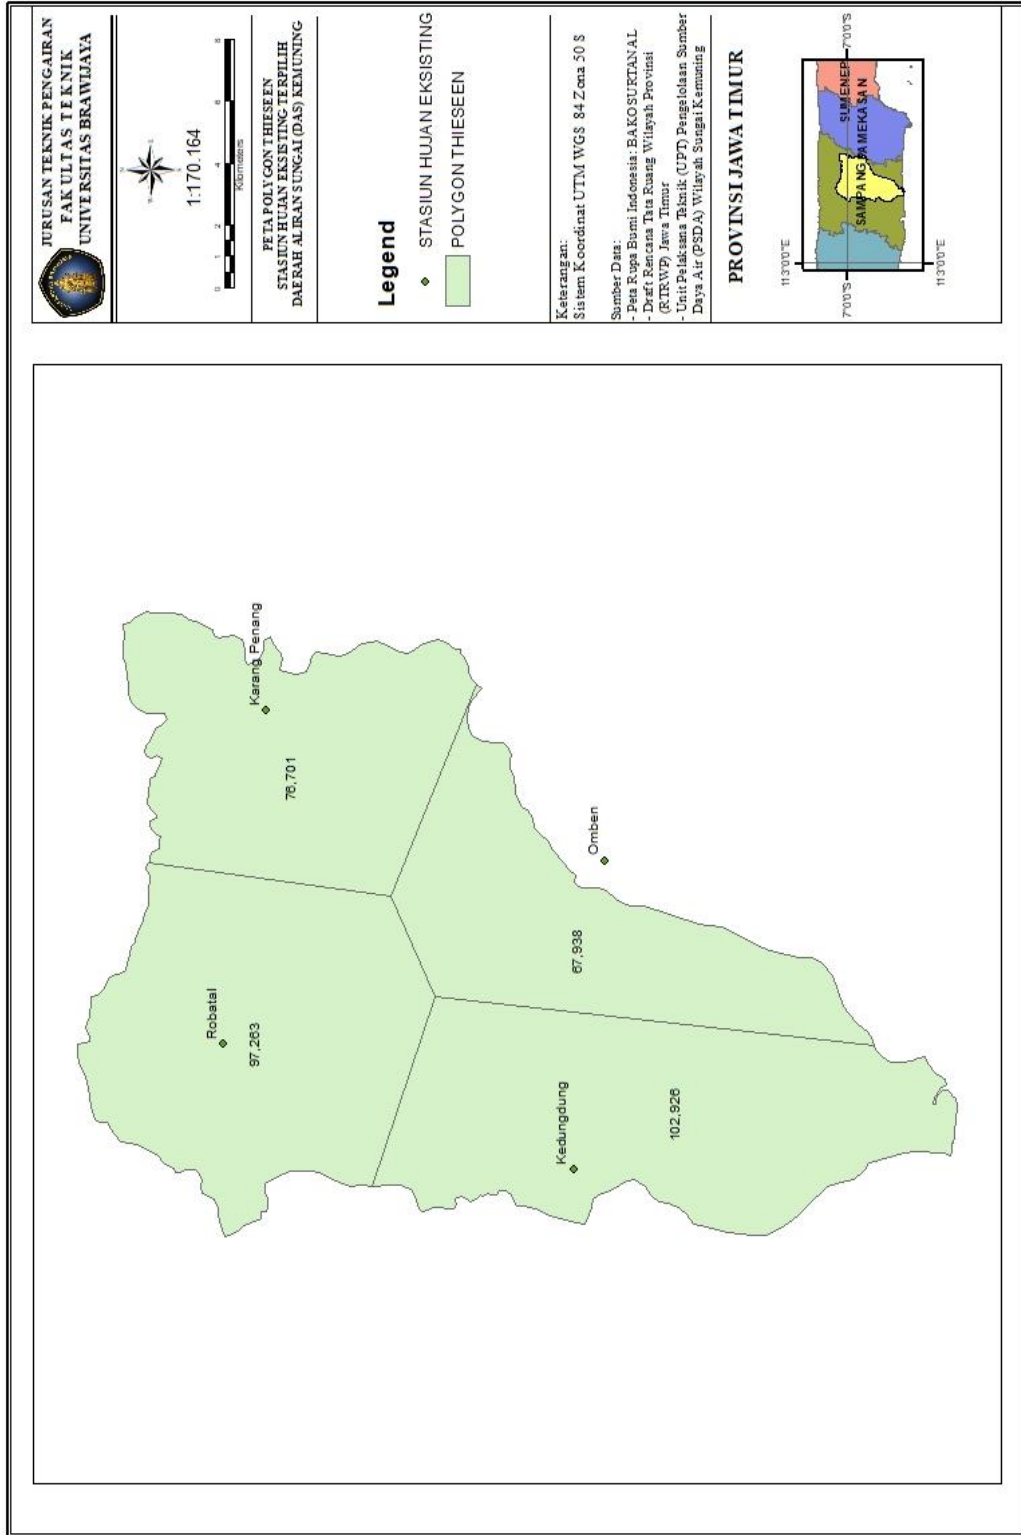 JURUSAN TEKNIK PENGAIRAN
FAKULTAS TEKNIK
UNIVERSITAS BRAWIJAYA
N
W
E
S
1:170.164
0 1 2 4 6 8
Kilometers
PETA POLYGON THIESEEN
STASIUN HUJAN EKSISTING TERPILIH
DAERAH ALIRAN SUNGAI (DAS) KEMUNING
Legend
STASIUN HUJAN EKSISTING
POLYGON THIESEEN
Keterangan:
Sistem Koordinat UTM WGS 84 Zona 50 S
Sumber Data:
- Peta Rupa Bumi Indonesia: BAKOSURTANAL
- Draft Rencana Tata Ruang Wilayah Provinsi
(RTRWP) Jawa Timur
- Unit Pelaksana Teknik (UPT) Pengelolaan Sumber
Daya Air (PSDA) Wilayah Sungai Kemuning
PROVINSI JAWA TIMUR
113°0'0"E
7°0'0"S
7°0'0"S
SUMENEP
SAMPANG
PAMEKASAN
113°0'0"E
Karang Penang
76,701
Robatal
97,263
Omben
67,938
Kedungdung
102,926